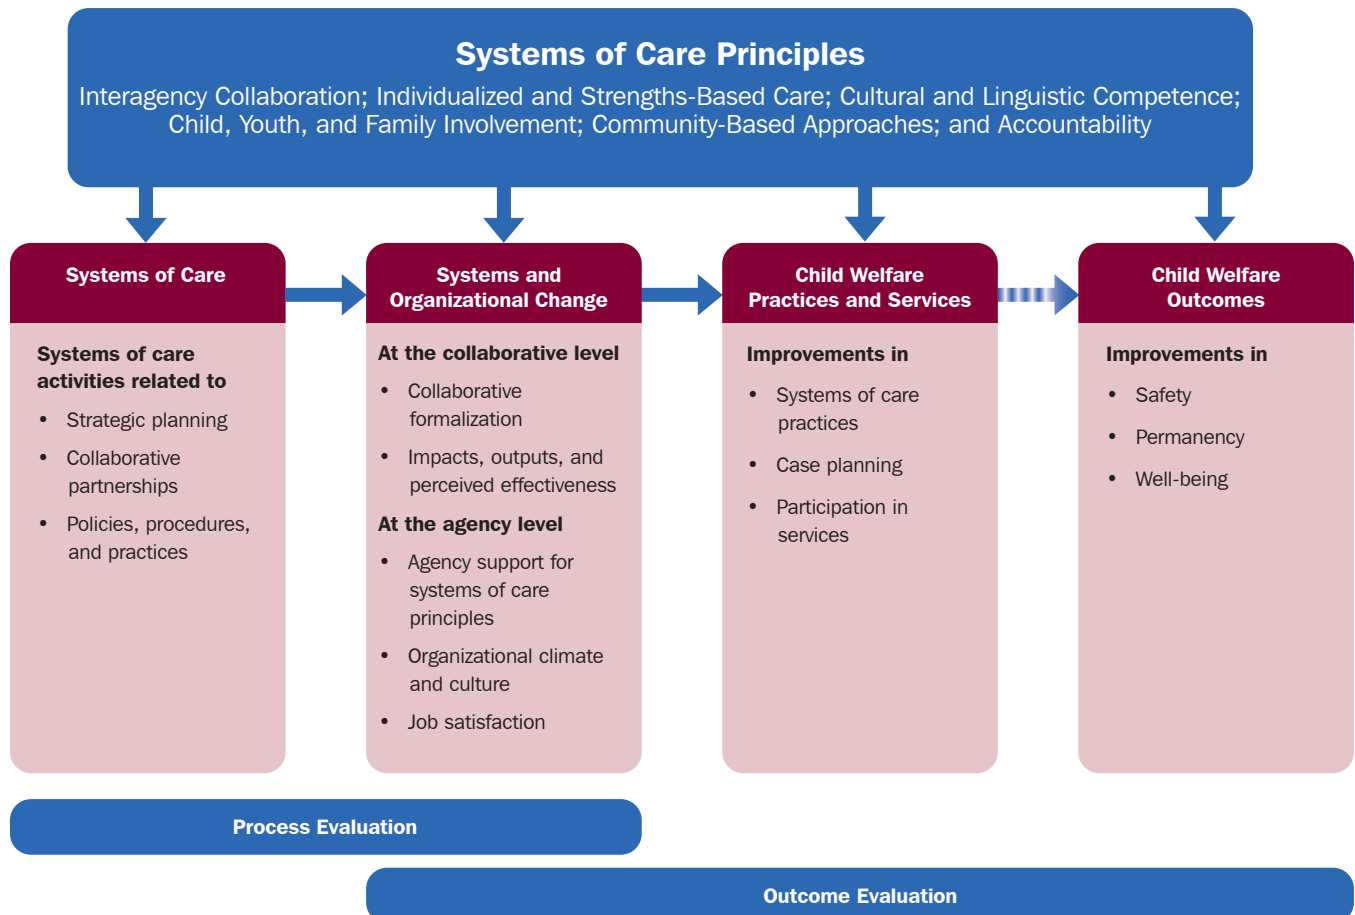 Systems of Care Principles
Interagency Collaboration; Individualized and Strengths-Based Care; Cultural and Linguistic Competence;
Child, Youth, and Family Involvement; Community-Based Approaches; and Accountability
Systems of Care
Systems of care
activities related to
• Strategic planning
• Collaborative
partnerships
• Policies, procedures,
and practices
Systems and
Organizational Change
At the collaborative level
• Collaborative
formalization
• Impacts, outputs, and
perceived effectiveness
At the agency level
• Agency support for
systems of care
principles
• Organizational climate
and culture
• Job satisfaction
Child Welfare
Practices and Services
Improvements in
• Systems of care
practices
• Case planning
• Participation in
services
Child Welfare
Outcomes
Improvements in
• Safety
• Permanency
• Well-being
Process Evaluation
Outcome Evaluation